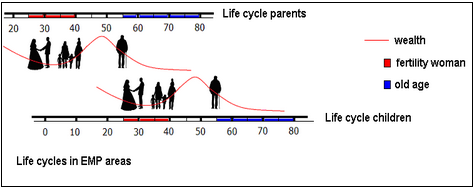 20 30 40 50 60 70 80 Life cycle parents
wealth
fertility woman
old age
0 10 20 30 40 50 60 70 80 Life cycle children
Life cycles in EMP areas